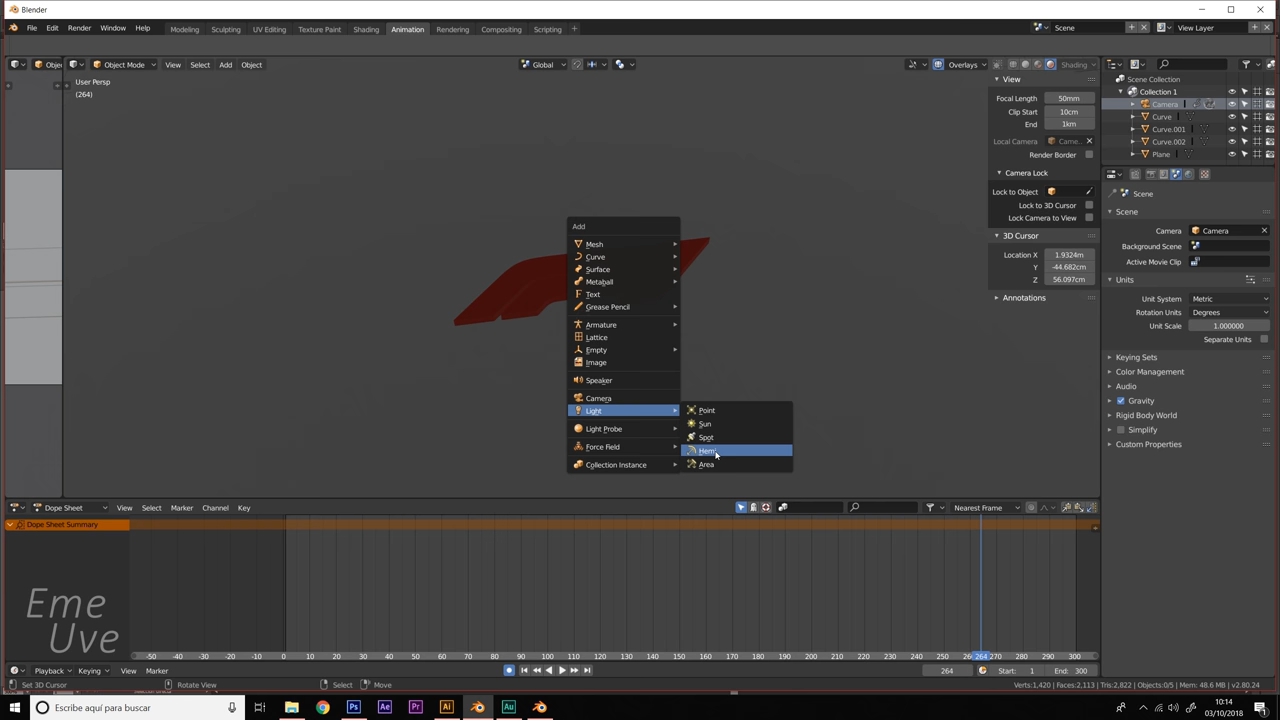 Blender
File Edit Render Window Help
Modeling Sculpting UV Editing Texture Paint Shading Animation Rendering Compositing Scripting
Scene
View Layer
Object Mode View Select Add Object
Global
Overlays
Shading
User Persp
(264)
View
Focal Length 50mm
Clip Start 10cm
End 1km
Local Camera Came..
Render Border
Camera Lock
Lock to Object
Lock to 3D Cursor
Lock Camera to View
3D Cursor
Location X 1.9324m
Y -44.682cm
Z 56.097cm
Annotations
Scene Collection
Collection 1
Camera
Curve
Curve.001
Curve.002
Plane
Scene
Scene
Camera Camera
Background Scene
Active Movie Clip
Units
Unit System Metric
Rotation Units Degrees
Unit Scale 1.000000
Separate Units
Keying Sets
Color Management
Audio
Gravity
Rigid Body World
Simplify
Custom Properties
Add
Mesh
Curve
Surface
Metaball
Text
Grease Pencil
Armature
Lattice
Empty
Image
Speaker
Camera
Light
Light Probe
Force Field
Collection Instance
Point
Sun
Spot
Hemi
Area
Dope Sheet View Select Marker Channel Key
Nearest Frame
Dope Sheet Summary
Eme
Uve
-50 -40 -30 -20 -10 0 10 20 30 40 50 60 70 80 90 100 110 120 130 140 150 160 170 180 190 200 210 220 230 240 250 26 264 270 280 290 300
Playback Keying View Marker
264 Start: 1 End: 300
Set 3D Cursor Rotate View Select Move
Verts:1,420 | Faces:2,113 | Tris:2,822 | Objects:0/5 | Mem: 48.6 MB | v2.80.24
Escribe aquí para buscar
10:14
03/10/2018